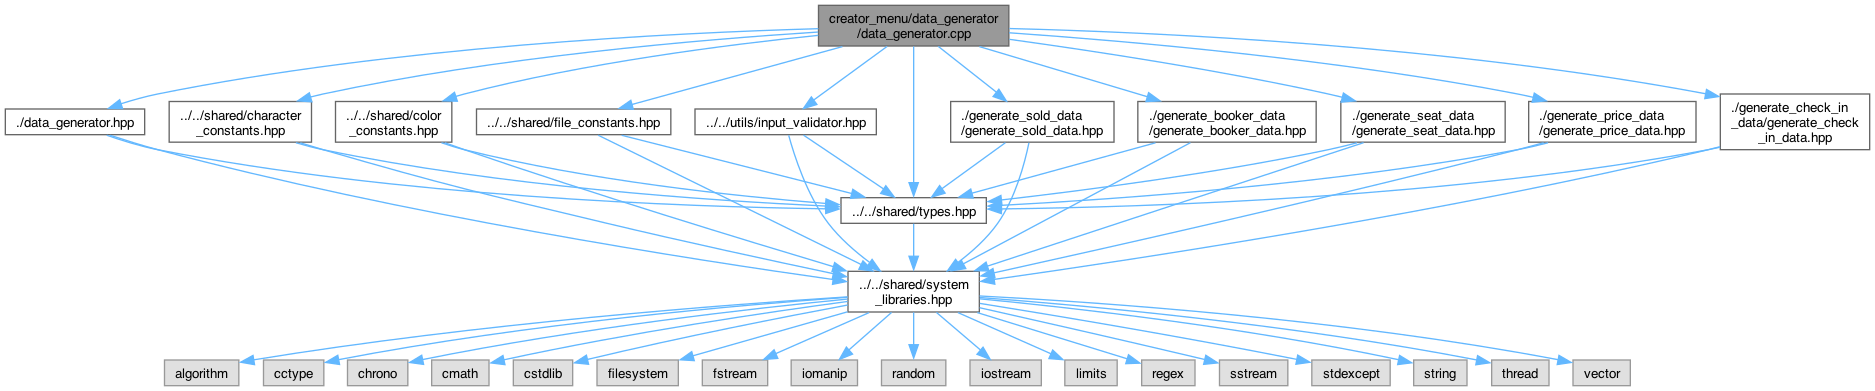 creator_menu/data_generator
/data_generator.cpp
./data_generator.hpp
../../shared/character
_constants.hpp
../../shared/color
_constants.hpp
../../shared/file_constants.hpp
../../utils/input_validator.hpp
./generate_sold_data
/generate_sold_data.hpp
./generate_booker_data
/generate_booker_data.hpp
./generate_seat_data
/generate_seat_data.hpp
./generate_price_data
/generate_price_data.hpp
./generate_check_in
_data/generate_check
_in_data.hpp
../../shared/types.hpp
../../shared/system
_libraries.hpp
algorithm
cctype
chrono
cmath
cstdlib
filesystem
fstream
iomanip
random
iostream
limits
regex
sstream
stdexcept
string
thread
vector